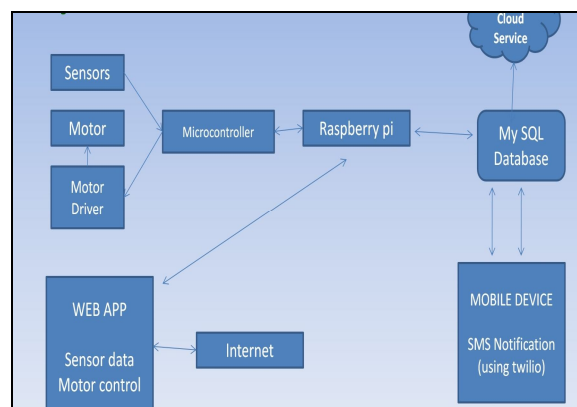 Cloud
Service
Sensors
Motor
Microcontroller
Raspberry pi
My SQL
Database
Motor
Driver
WEB APP
Sensor data
Motor control
Internet
MOBILE DEVICE
SMS Notification
(using twilio)